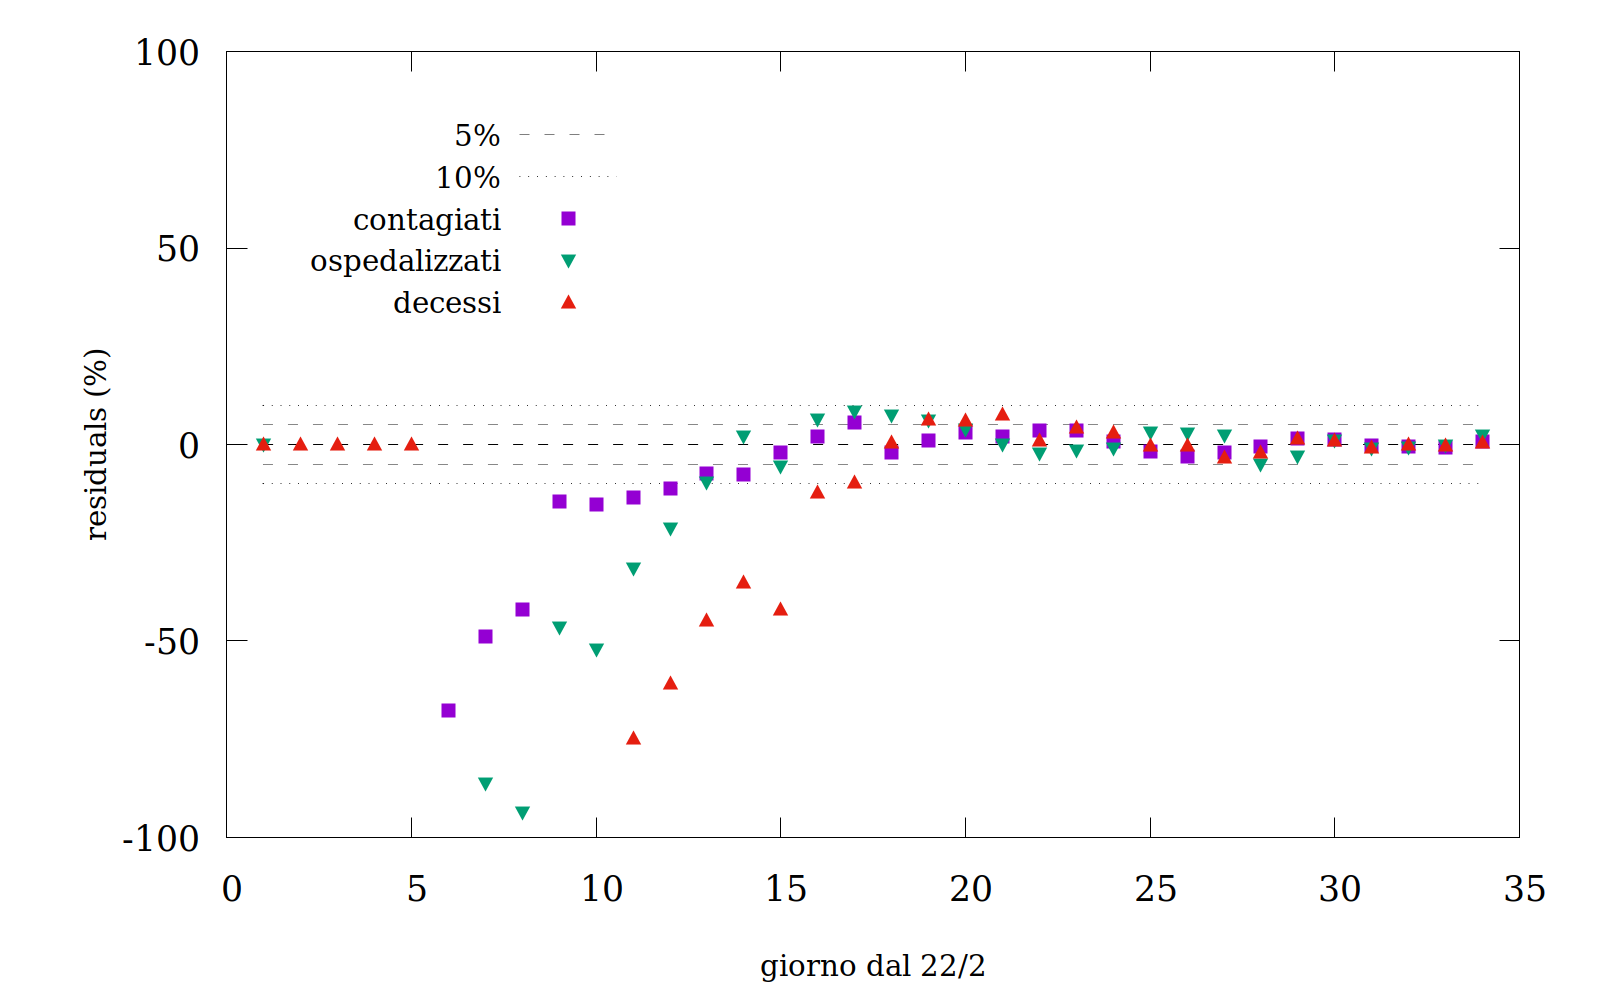 100
50
0
-50
-100
residuals (%)
5%
10%
contagiati
ospedalizzati
decessi
0 5 10 15 20 25 30 35
giorno dal 22/2